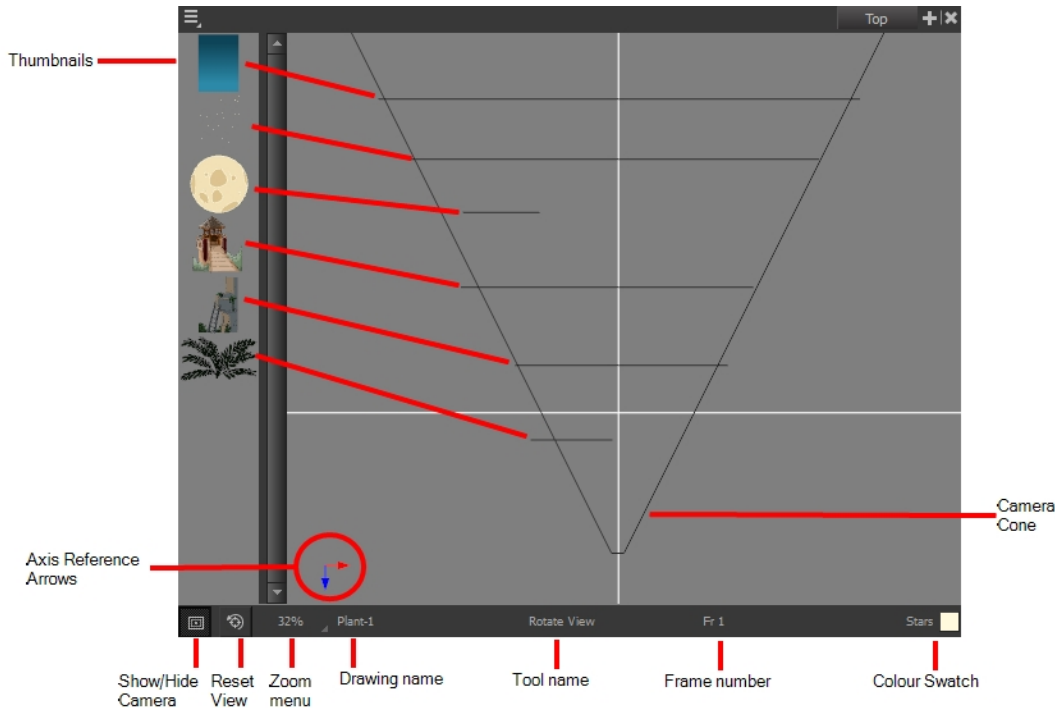 Top
Thumbnails
Camera
Cone
Axis Reference
Arrows
32%
Plant-1
Rotate View
Fr 1
Stars
Show/Hide
Camera
Reset
View
Zoom
menu
Drawing name
Tool name
Frame number
Colour Swatch